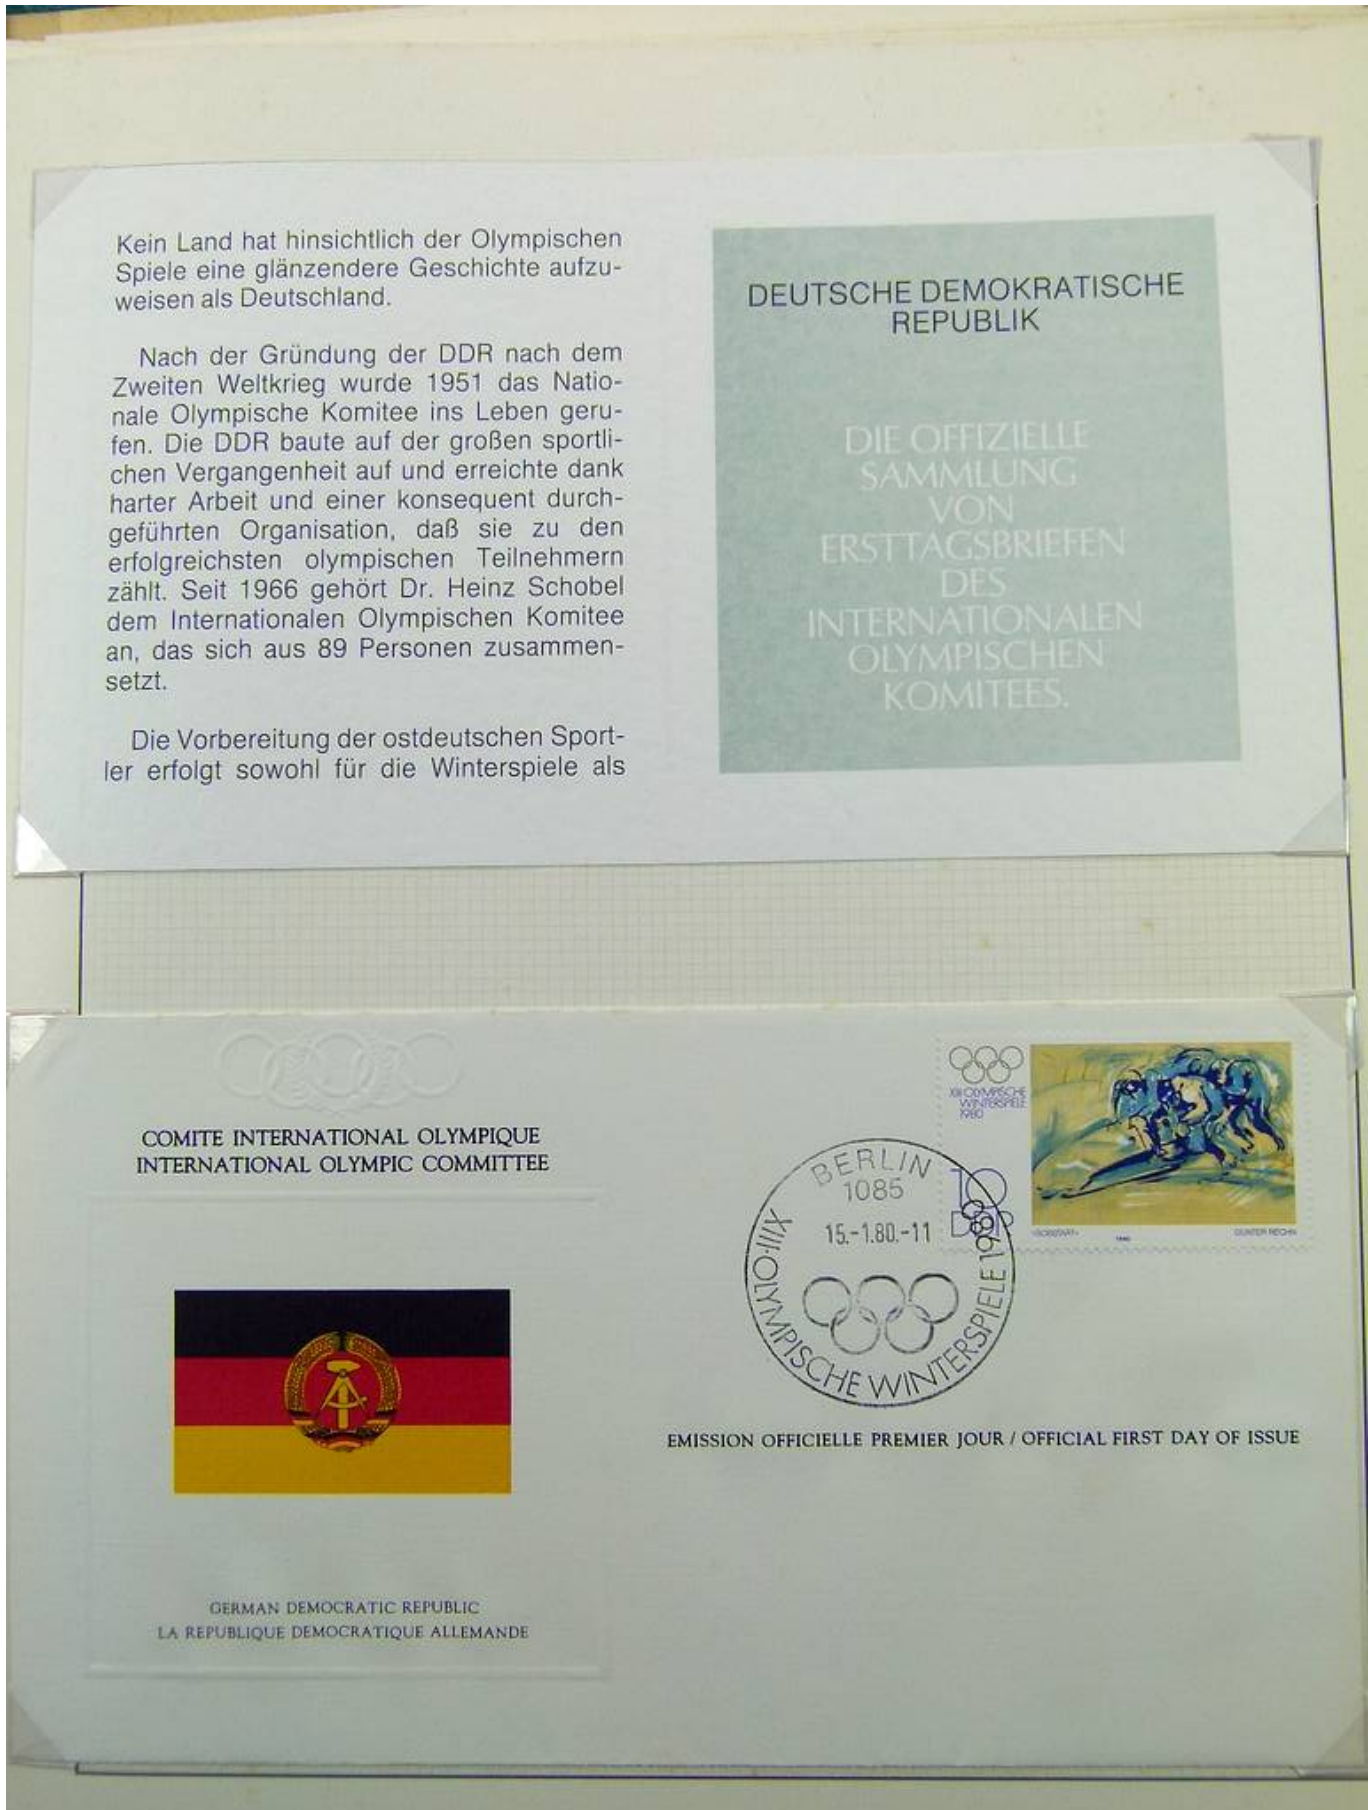 Kein Land hat hinsichtlich der Olympischen
Spiele eine glänzendere Geschichte aufzu-
weisen als Deutschland.
Nach der Gründung der DDR nach dem
Zweiten Weltkrieg wurde 1951 das Natio-
nale Olympische Komitee ins Leben geru-
fen. Die DDR baute auf der großen sportli-
chen Vergangenheit auf und erreichte dank
harter Arbeit und einer konsequent durch-
geführten Organisation, daß sie zu den
erfolgreichsten olympischen Teilnehmern
zählt. Seit 1966 gehört Dr. Heinz Schobel
dem Internationalen Olympischen Komitee
an, das sich aus 89 Personen zusammen-
setzt.
Die Vorbereitung der ostdeutschen Sport-
ler erfolgt sowohl für die Winterspiele als
DEUTSCHE DEMOKRATISCHE
REPUBLIK
DIE OFFIZIELLE
SAMMLUNG
VON
ERSTTAGSBRIEFEN
DES
INTERNATIONALEN
OLYMPISCHEN
KOMITEES.
COMITE INTERNATIONAL OLYMPIQUE
INTERNATIONAL OLYMPIC COMMITTEE
GERMAN DEMOCRATIC REPUBLIC
LA REPUBLIQUE DEMOCRATIQUE ALLEMANDE
XIII OLYMPISCHE
WINTERSPIELE
1980
10
DDR
1980
BERLIN
1085
15.-1.80.-11
XIII·OLYMPISCHE WINTERSPIELE 1980
EMISSION OFFICIELLE PREMIER JOUR / OFFICIAL FIRST DAY OF ISSUE